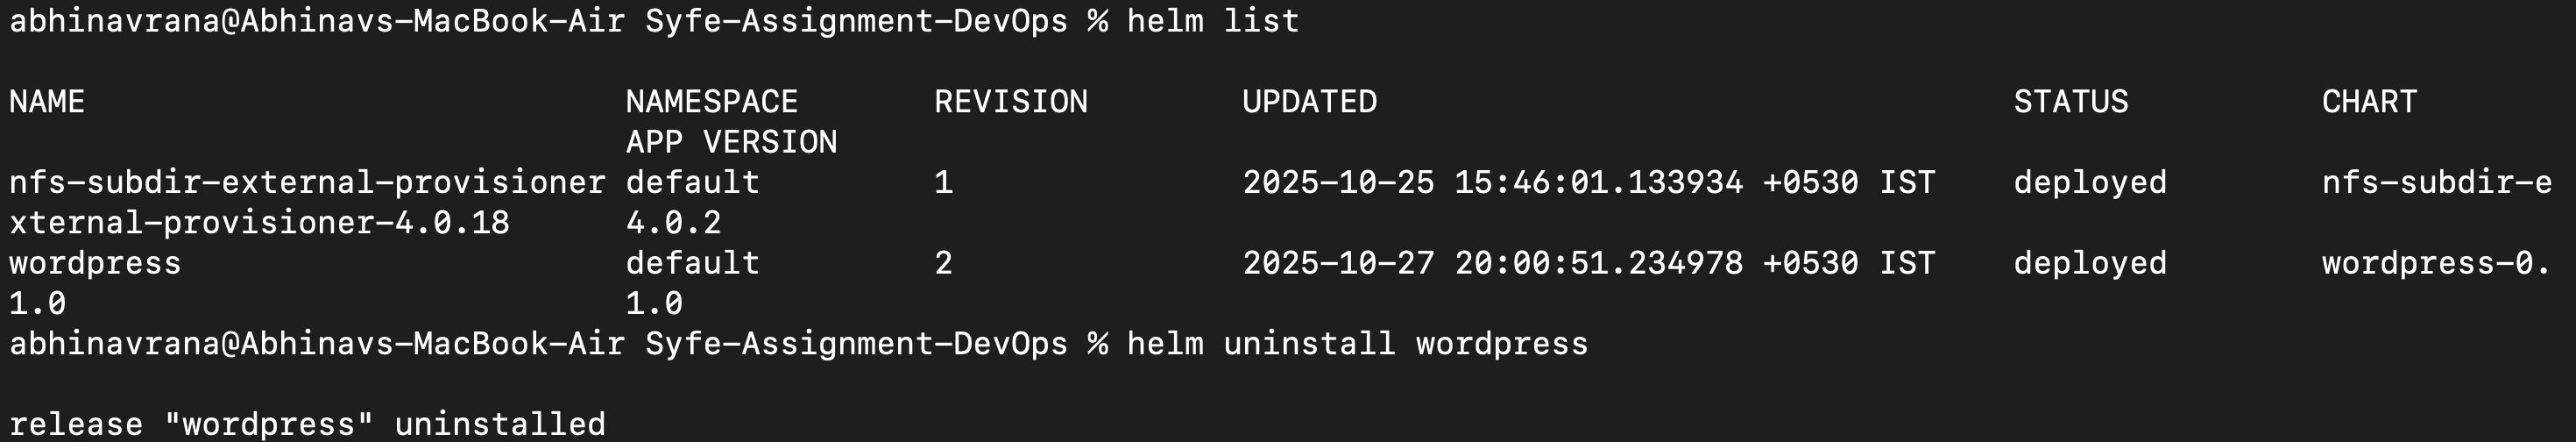 abhinavrana@Abhinavs-MacBook-Air Syfe-Assignment-DevOps % helm list
NAME NAMESPACE REVISION UPDATED STATUS CHART
APP VERSION
nfs-subdir-external-provisioner default 1 2025-10-25 15:46:01.133934 +0530 IST deployed nfs-subdir-e
xternal-provisioner-4.0.18 4.0.2
wordpress default 2 2025-10-27 20:00:51.234978 +0530 IST deployed wordpress-0.
1.0 1.0
abhinavrana@Abhinavs-MacBook-Air Syfe-Assignment-DevOps % helm uninstall wordpress
release "wordpress" uninstalled